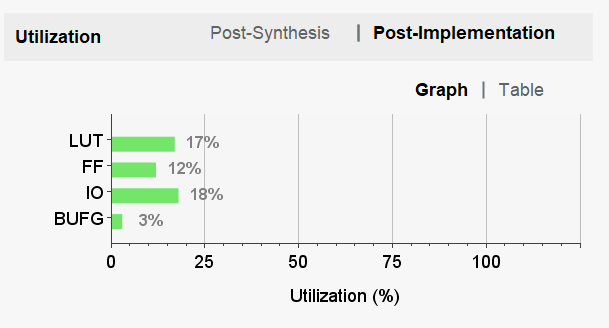 Utilization Post-Synthesis | Post-Implementation
Graph | Table
LUT 17%
FF 12%
IO 18%
BUFG 3%
0 25 50 75 100
Utilization (%)